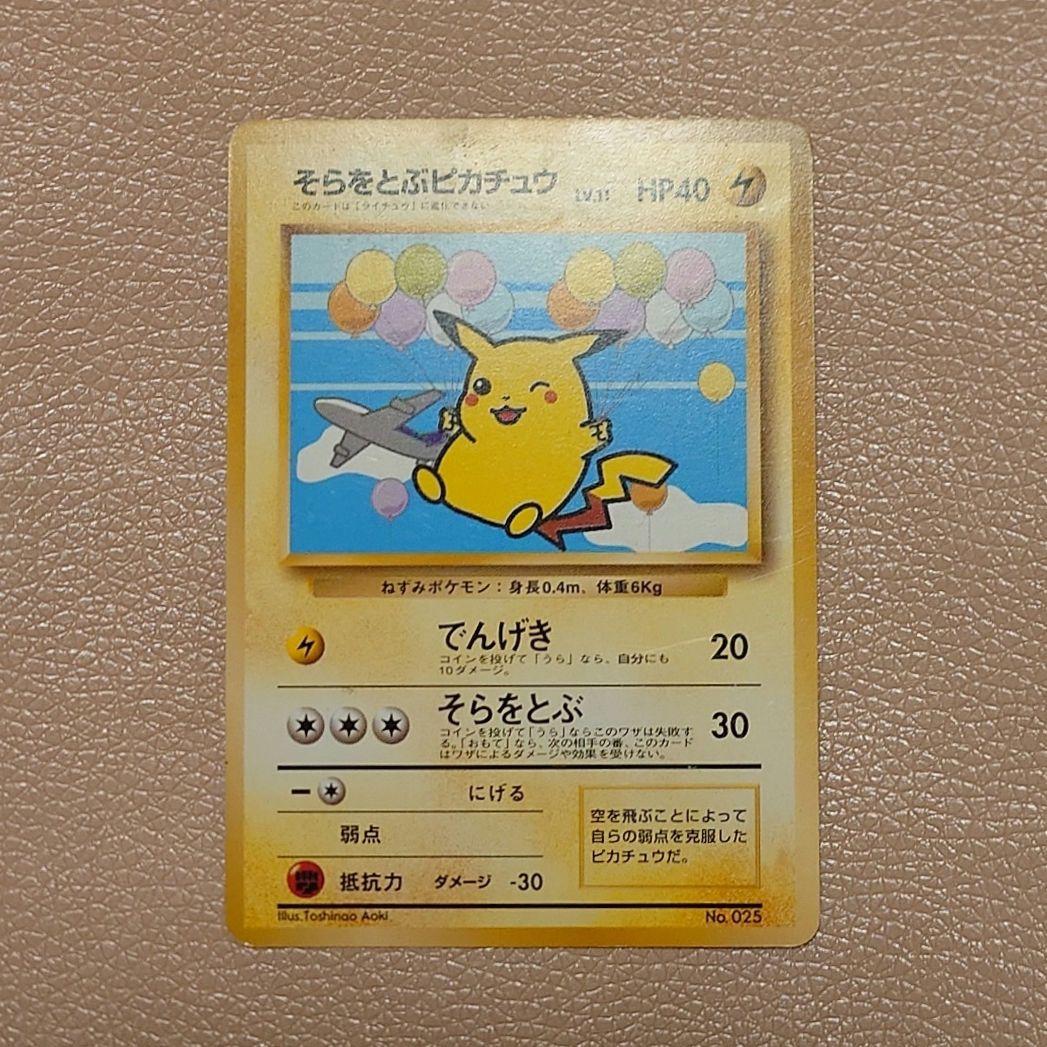 そらをとぶピカチュウ LV.11 HP40
このカードは「ライチュウ」に進化できない
ねずみポケモン：身長0.4m、体重6Kg
でんげき 20
コインを投げて「うら」なら、自分にも
10ダメージ。
そらをとぶ 30
コインを投げて「うら」ならこのワザは失敗す
る。「おもて」なら、次の相手の番、このカード
はワザによるダメージや効果を受けない。
にげる
弱点
抵抗力 ダメージ -30
空を飛ぶことによって
自らの弱点を克服した
ピカチュウだ。
Illus.Toshinao Aoki
No. 025